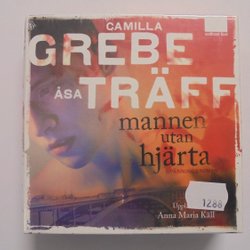 CAMILLA
GREBE
ÅSA TRÄFF
mannen
utan
hjärta
1288
Anna Maria Käll